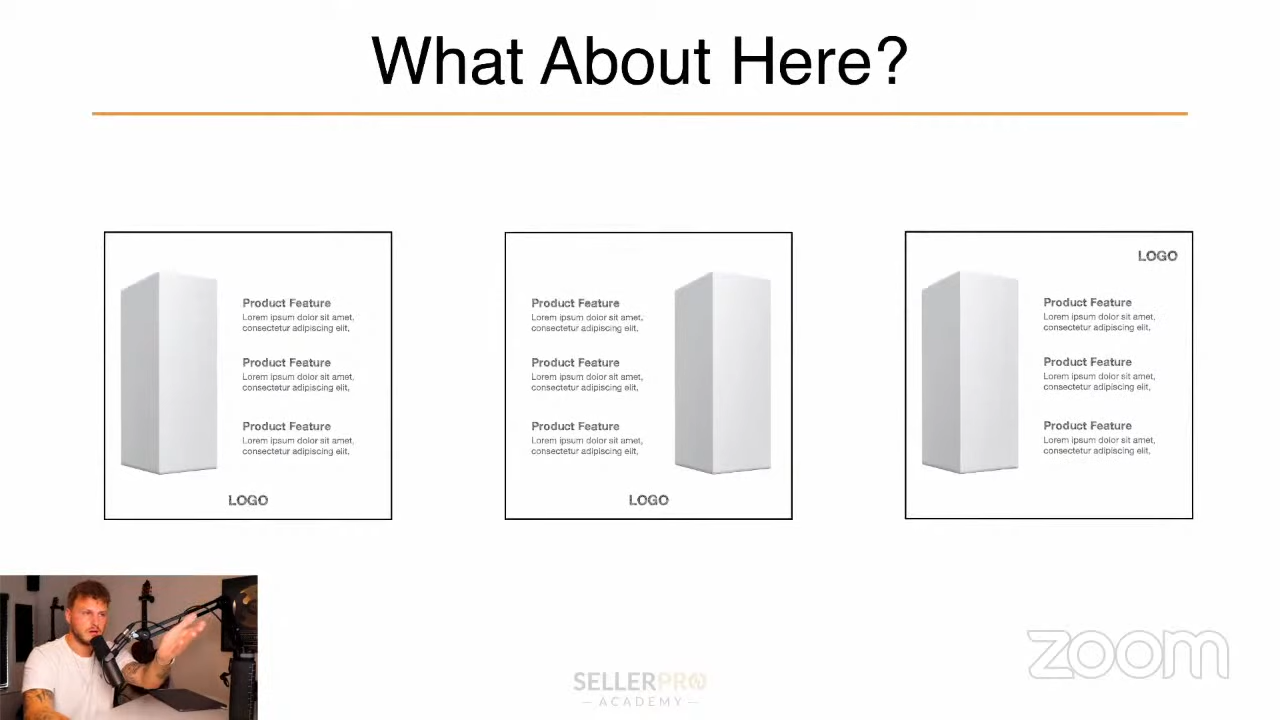 What About Here?
Product Feature
Lorem ipsum dolor sit amet,
consectetur adipiscing elit,
Product Feature
Lorem ipsum dolor sit amet,
consectetur adipiscing elit,
Product Feature
Lorem ipsum dolor sit amet,
consectetur adipiscing elit,
LOGO
Product Feature
Lorem ipsum dolor sit amet,
consectetur adipiscing elit,
Product Feature
Lorem ipsum dolor sit amet,
consectetur adipiscing elit,
Product Feature
Lorem ipsum dolor sit amet,
consectetur adipiscing elit,
LOGO
LOGO
Product Feature
Lorem ipsum dolor sit amet,
consectetur adipiscing elit,
Product Feature
Lorem ipsum dolor sit amet,
consectetur adipiscing elit,
Product Feature
Lorem ipsum dolor sit amet,
consectetur adipiscing elit,
zoom
SELLERPRO
ACADEMY